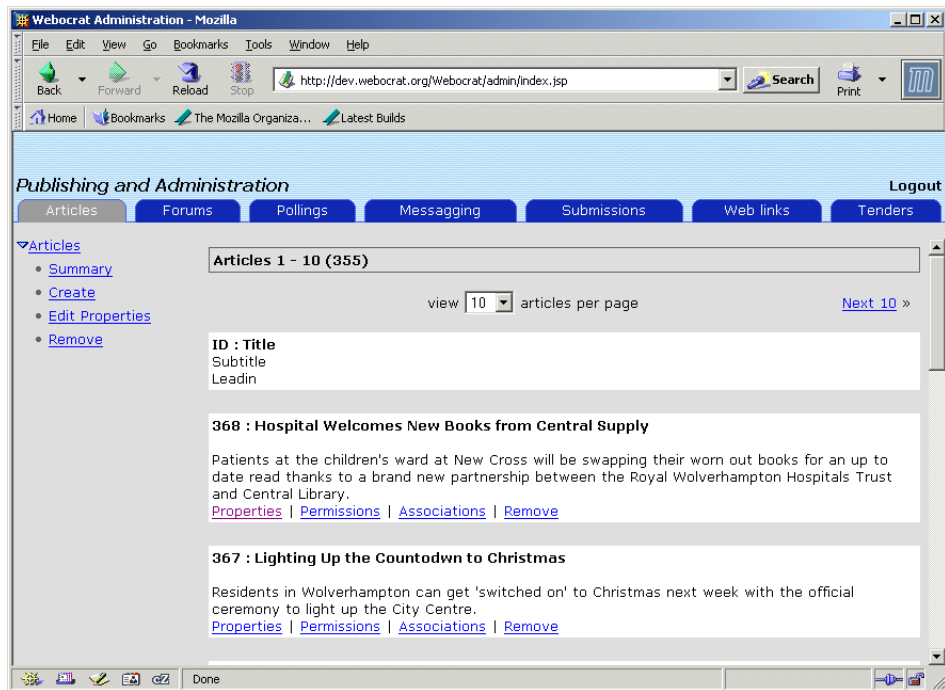 Webocrat Administration - Mozilla
File Edit View Go Bookmarks Tools Window Help
Back Forward Reload Stop http://dev.webocrat.org/Webocrat/admin/index.jsp Search Print
Home Bookmarks The Mozilla Organiza... Latest Builds
Publishing and Administration
Logout
Articles Forums Pollings Messagging Submissions Web links Tenders
Articles
Summary
Create
Edit Properties
Remove
Articles 1 - 10 (355)
view 10 articles per page
Next 10 »
ID : Title
Subtitle
Leadin
368 : Hospital Welcomes New Books from Central Supply
Patients at the children's ward at New Cross will be swapping their worn out books for an up to
date read thanks to a brand new partnership between the Royal Wolverhampton Hospitals Trust
and Central Library.
Properties | Permissions | Associations | Remove
367 : Lighting Up the Countodwn to Christmas
Residents in Wolverhampton can get 'switched on' to Christmas next week with the official
ceremony to light up the City Centre.
Properties | Permissions | Associations | Remove
Done